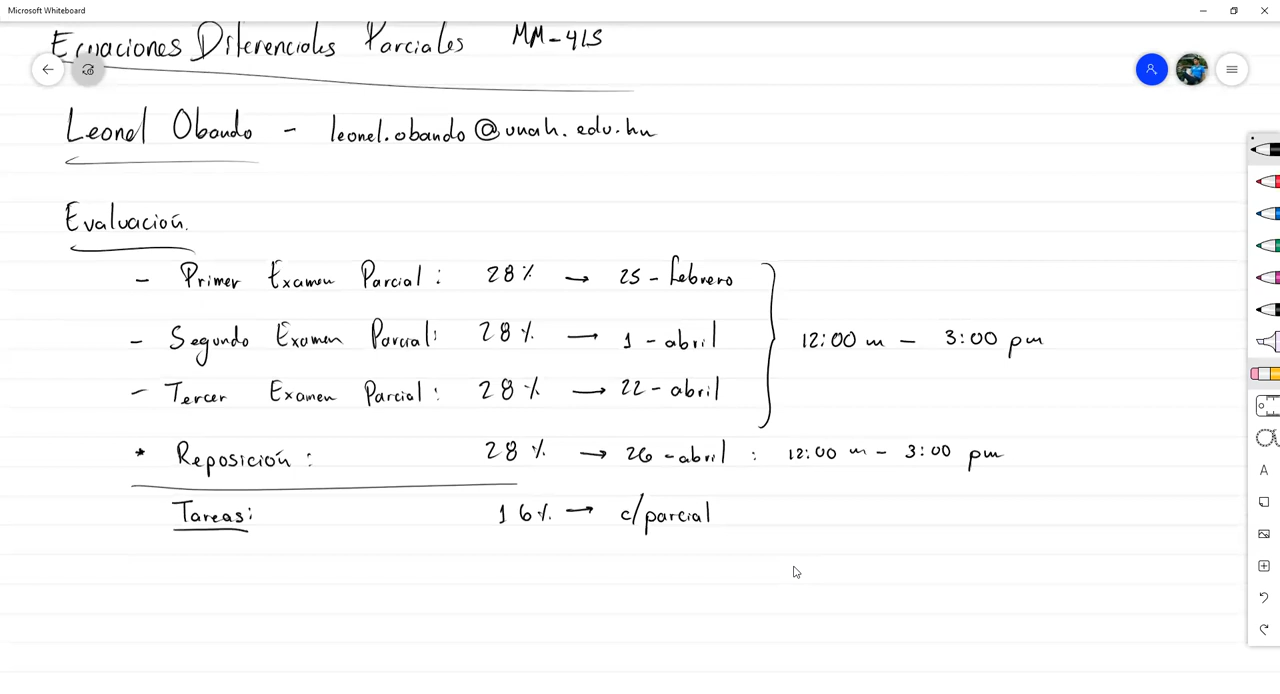 Microsoft Whiteboard
Ecuaciones Diferenciales Parciales MM-415
Leonel Obando - leonel.obando@unah.edu.hn
Evaluación.
- Primer Examen Parcial: 28% → 25-febrero
- Segundo Examen Parcial: 28% → 1-abril 12:00 m - 3:00 pm
- Tercer Examen Parcial: 28% → 22-abril
* Reposición: 28% → 26-abril : 12:00 m - 3:00 pm
Tareas: 16% → c/parcial